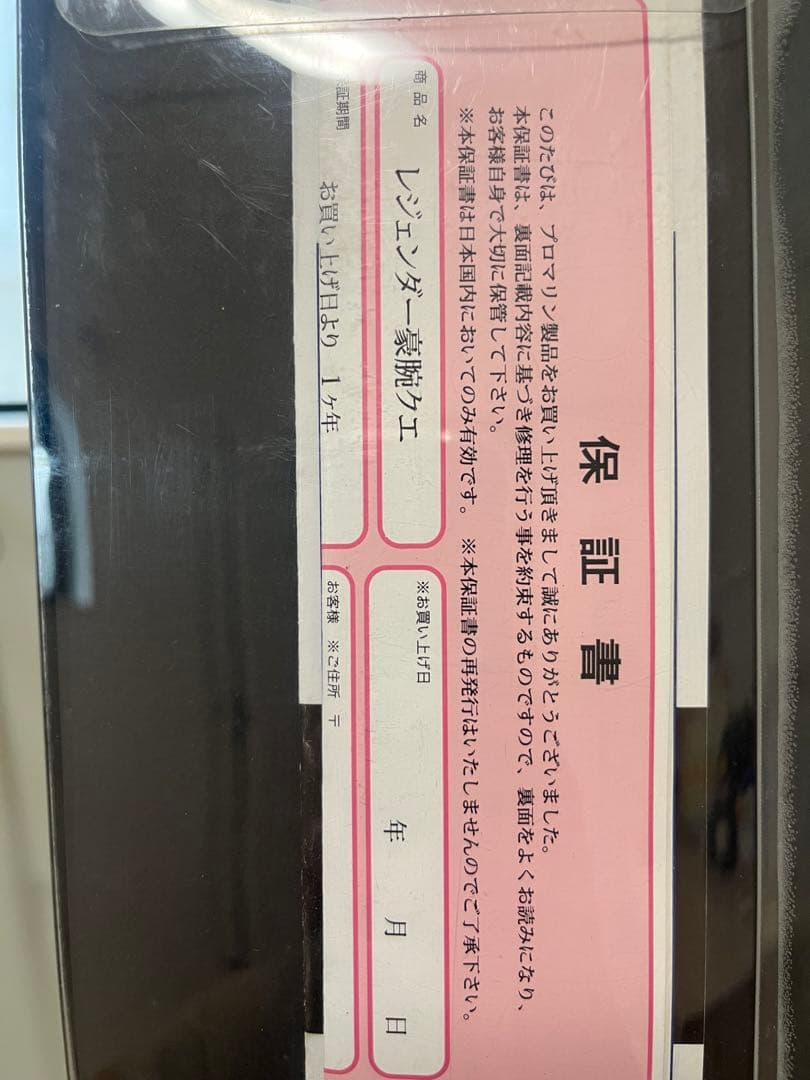 保証書
このたびは、プロマリン製品をお買い上げ頂きまして誠にありがとうございました。
本保証書は、裏面記載内容に基づき修理を行う事を約束するものですので、裏面をよくお読みになり、
お客様自身で大切に保管して下さい。
※本保証書は日本国内においてのみ有効です。 ※本保証書の再発行はいたしませんのでご了承下さい。
商品名 レジェンダー豪腕クエ
※お買い上げ日 年 月 日
証期間 お買い上げ日より 1ヶ年
お客様 ※ご住所 〒